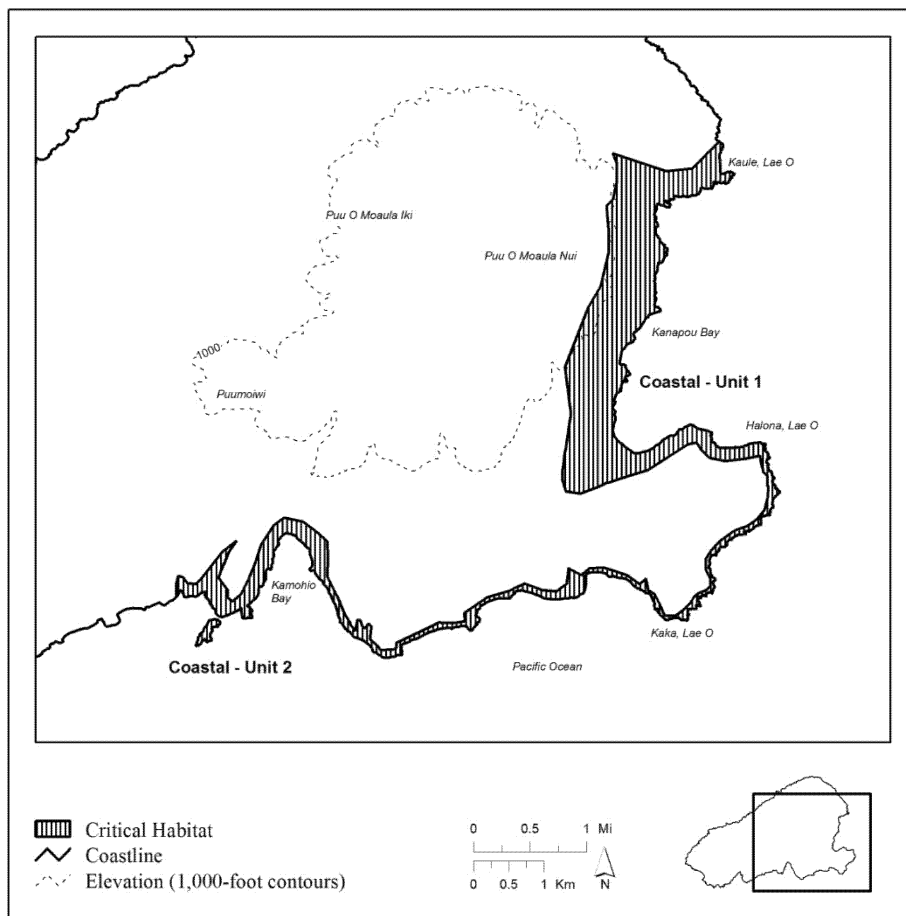 Kaule, Lae O
Puu O Moaula Iki
Puu O Moaula Nui
Kanapou Bay
1000
Coastal - Unit 1
Puumoiwi
Halona, Lae O
Kamohio
Bay
Kaka, Lae O
Coastal - Unit 2
Pacific Ocean
Critical Habitat
Coastline
Elevation (1,000-foot contours)
0 0.5 1 Mi
0 0.5 1 Km
N